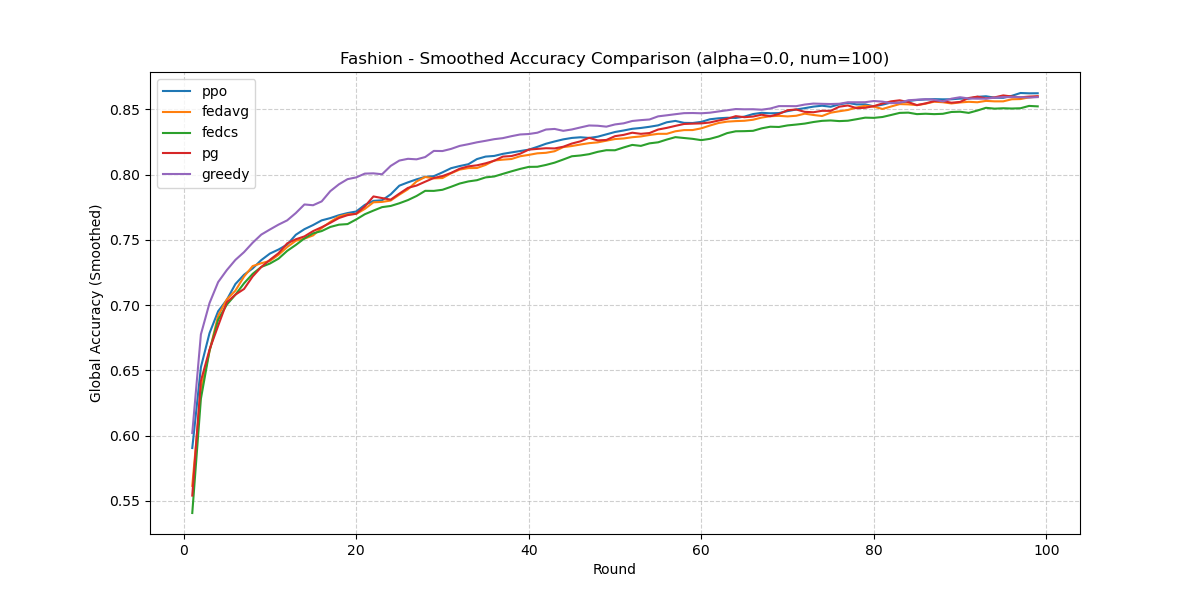 Fashion - Smoothed Accuracy Comparison (alpha=0.0, num=100)
ppo
fedavg
fedcs
pg
greedy
Global Accuracy (Smoothed)
0.85
0.80
0.75
0.70
0.65
0.60
0.55
0 20 40 60 80 100
Round